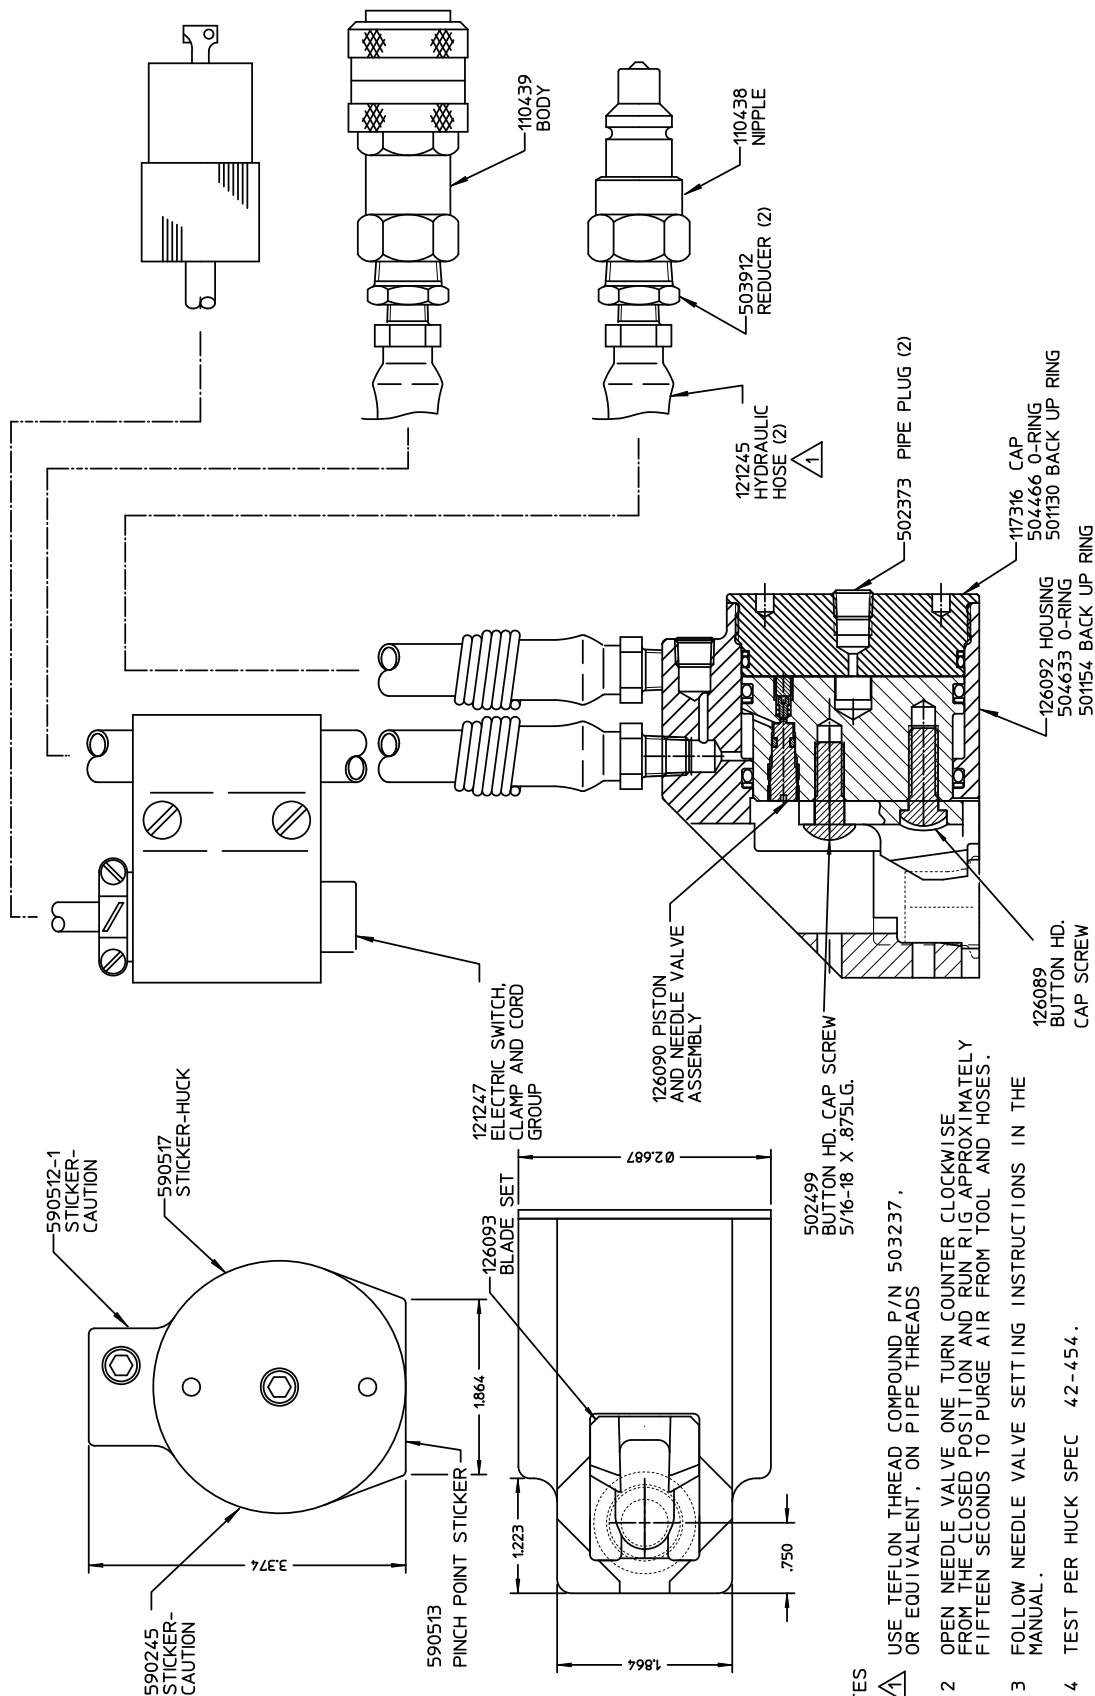 590245
STICKER-
CAUTION
590512-1
STICKER-
CAUTION
590517
STICKER-HUCK
3.374
1.864
590513
PINCH POINT STICKER
126093
BLADE SET
1.223
Ø2.687
.750
1.864
121247
ELECTRIC SWITCH,
CLAMP AND CORD
GROUP
110439
BODY
110438
NIPPLE
503912
REDUCER (2)
121245
HYDRAULIC
HOSE (2)
1
502373 PIPE PLUG (2)
117316 CAP
504466 O-RING
501130 BACK UP RING
126092 HOUSING
504633 O-RING
501154 BACK UP RING
126090 PISTON
AND NEEDLE VALVE
ASSEMBLY
502499
BUTTON HD. CAP SCREW
5/16-18 X .875LG.
126089
BUTTON HD.
CAP SCREW
TES
1 USE TEFLON THREAD COMPOUND P/N 503237,
OR EQUIVALENT, ON PIPE THREADS
2 OPEN NEEDLE VALVE ONE TURN COUNTER CLOCKWISE
FROM THE CLOSED POSITION AND RUN RIG APPROXIMATELY
FIFTEEN SECONDS TO PURGE AIR FROM TOOL AND HOSES.
3 FOLLOW NEEDLE VALVE SETTING INSTRUCTIONS IN THE
MANUAL.
4 TEST PER HUCK SPEC 42-454.